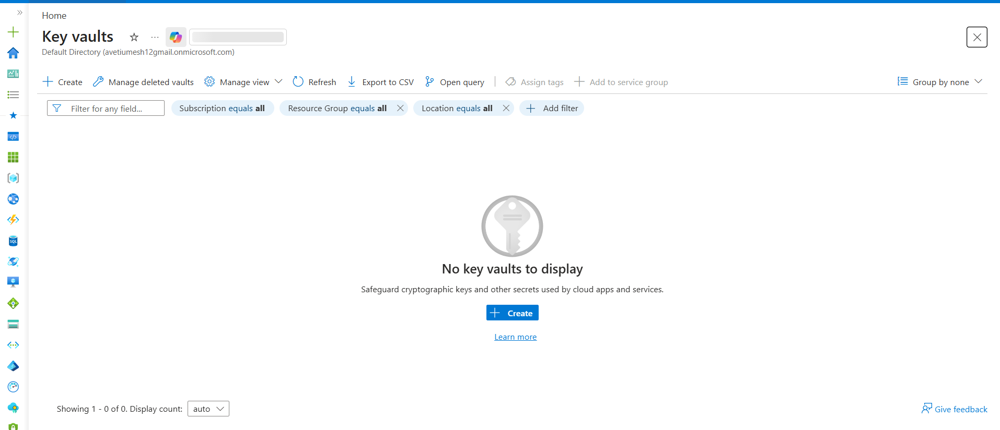 Home
Key vaults
Default Directory (avetiumesh12gmail.onmicrosoft.com)
Create Manage deleted vaults Manage view Refresh Export to CSV Open query Assign tags Add to service group Group by none
Filter for any field... Subscription equals all Resource Group equals all Location equals all Add filter
No key vaults to display
Safeguard cryptographic keys and other secrets used by cloud apps and services.
Create
Learn more
Showing 1 - 0 of 0. Display count: auto Give feedback
SQL